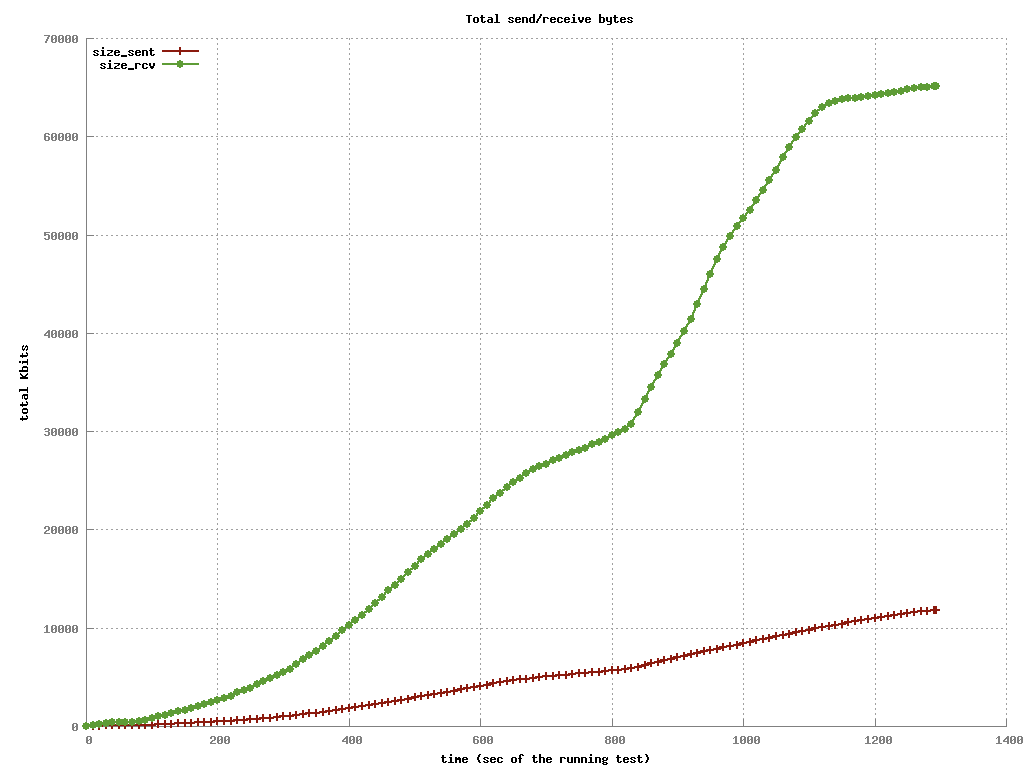 Total send/receive bytes
70000
size_sent
size_rcv
60000
50000
40000
total Kbits
30000
20000
10000
0
0 200 400 600 800 1000 1200 1400
time (sec of the running test)